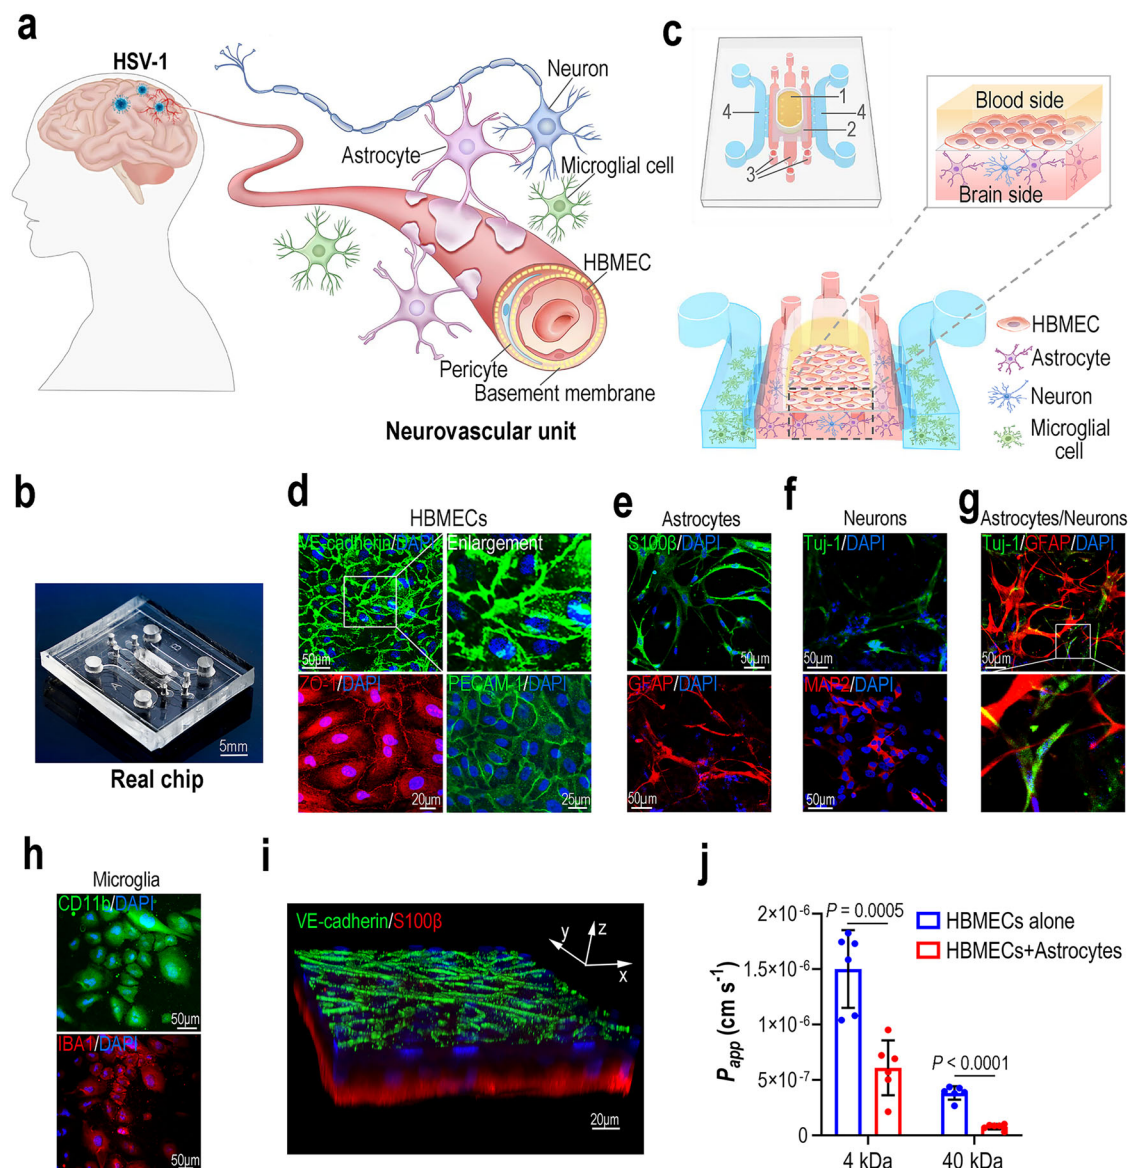 a
HSV-1
Neuron
Astrocyte
Microglial cell
HBMEC
Pericyte
Basement membrane
Neurovascular unit
c
1
4
4
2
3
Blood side
Brain side
HBMEC
Astrocyte
Neuron
Microglial
cell
b
5mm
Real chip
d
HBMECs
VE-cadherin/DAPI
Enlargement
50µm
ZO-1/DAPI
PECAM-1/DAPI
20µm
25µm
e
Astrocytes
S100β/DAPI
50µm
GFAP/DAPI
50µm
f
Neurons
Tuj-1/DAPI
MAP2/DAPI
50µm
g
Astrocytes/Neurons
Tuj-1/GFAP/DAPI
50µm
h
Microglia
CD11b/DAPI
50µm
IBA1/DAPI
50µm
i
VE-cadherin/S100β
y
z
x
20µm
j
P = 0.0005
HBMECs alone
HBMECs+Astrocytes
P < 0.0001
Papp (cm s-1)
2×10-6
1.5×10-6
1×10-6
5×10-7
0
4 kDa
40 kDa